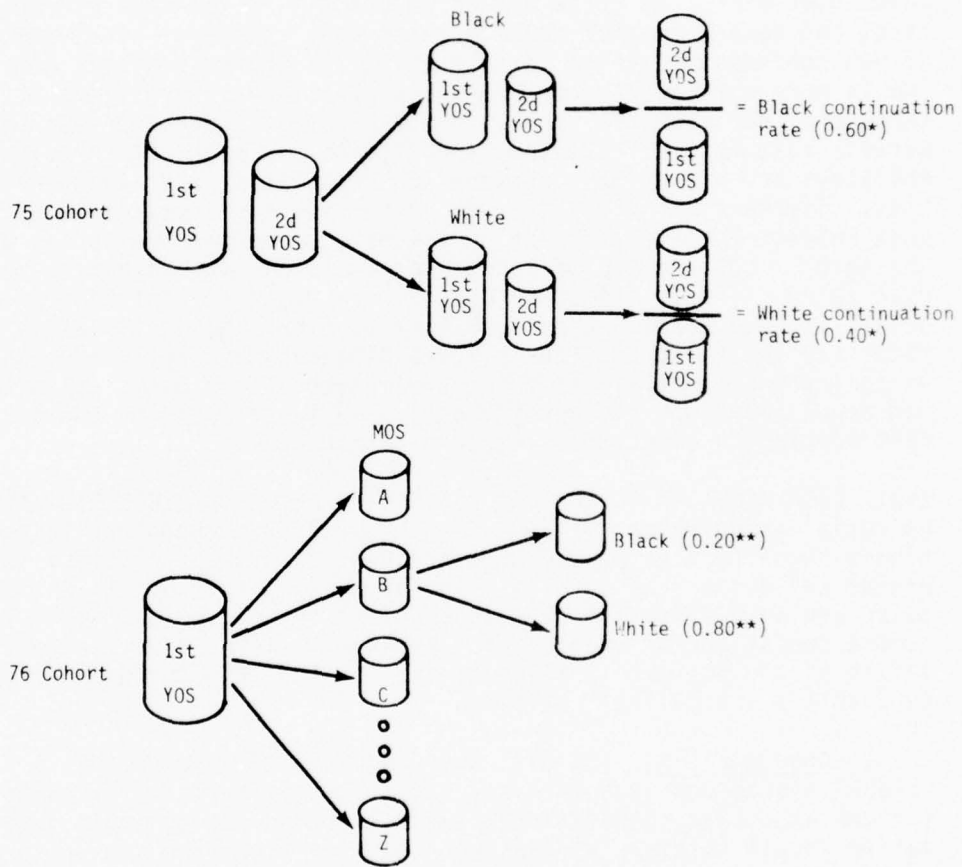 Black
1st
YOS
2d
YOS
2d
YOS
1st
YOS
= Black continuation
rate (0.60*)
75 Cohort
1st
YOS
2d
YOS
White
1st
YOS
2d
YOS
2d
YOS
1st
YOS
= White continuation
rate (0.40*)
MOS
A
B
C
Z
76 Cohort
1st
YOS
Black (0.20**)
White (0.80**)